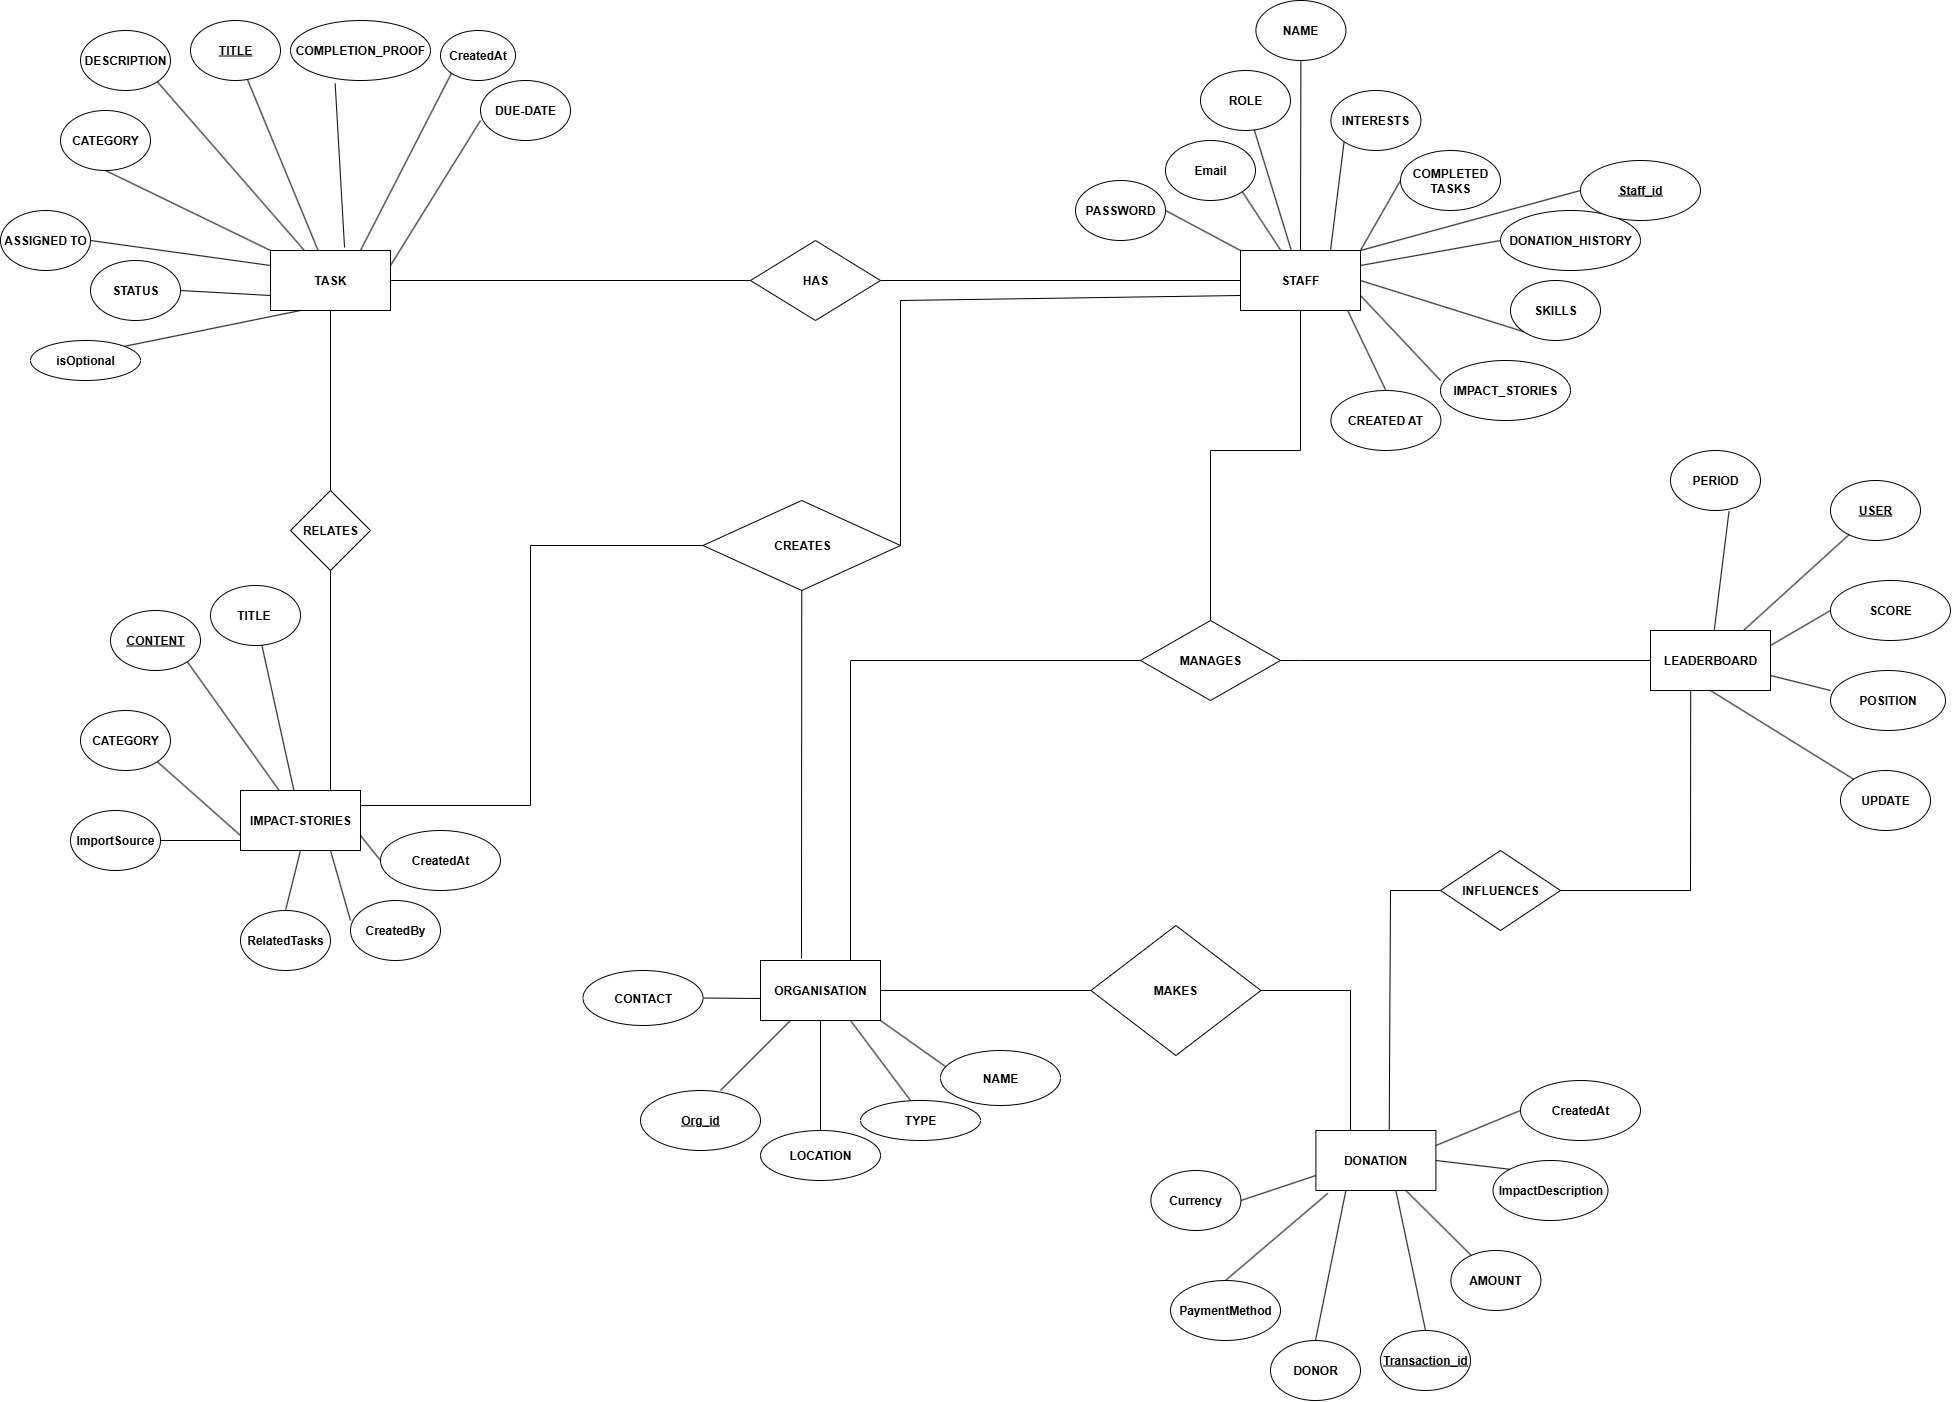 NAME
DESCRIPTION
TITLE
COMPLETION_PROOF
CreatedAt
DUE-DATE
ROLE
INTERESTS
CATEGORY
Email
COMPLETED
TASKS
Staff_id
PASSWORD
ASSIGNED TO
DONATION_HISTORY
STATUS
TASK
HAS
STAFF
SKILLS
isOptional
IMPACT_STORIES
CREATED AT
PERIOD
USER
RELATES
CREATES
TITLE
SCORE
CONTENT
MANAGES
LEADERBOARD
POSITION
CATEGORY
UPDATE
IMPACT-STORIES
ImportSource
CreatedAt
INFLUENCES
CreatedBy
RelatedTasks
CONTACT
ORGANISATION
MAKES
NAME
Org_id
TYPE
LOCATION
CreatedAt
DONATION
ImpactDescription
Currency
AMOUNT
PaymentMethod
DONOR
Transaction_id